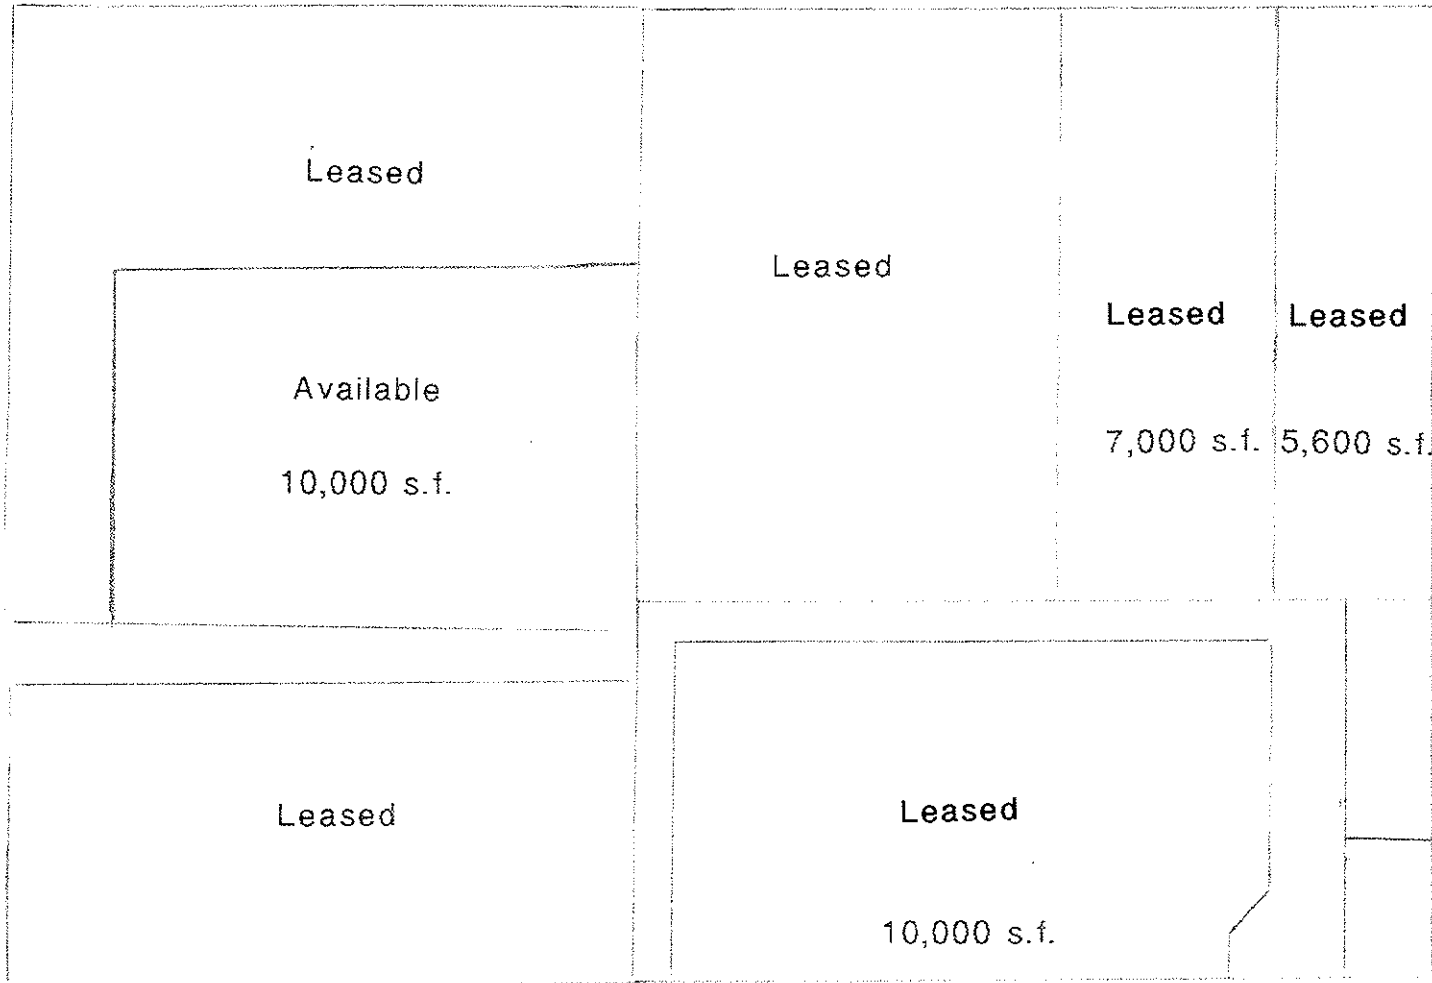 Leased
Leased
Leased
Leased
Available
7,000 s.f.
5,600 s.f.
10,000 s.f.
Leased
Leased
10,000 s.f.